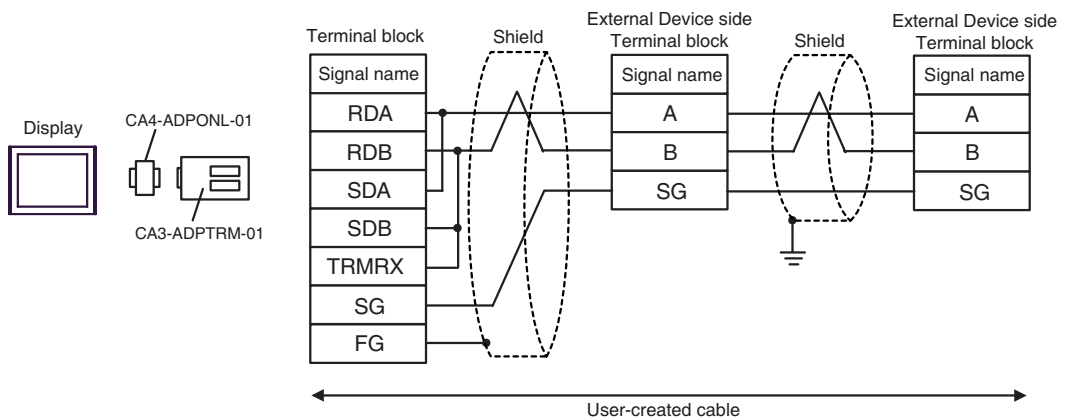 Display
CA4-ADPONL-01
CA3-ADPTRM-01
Terminal block
Signal name
RDA
RDB
SDA
SDB
TRMRX
SG
FG
Shield
External Device side
Terminal block
Signal name
A
B
SG
Shield
External Device side
Terminal block
Signal name
A
B
SG
User-created cable